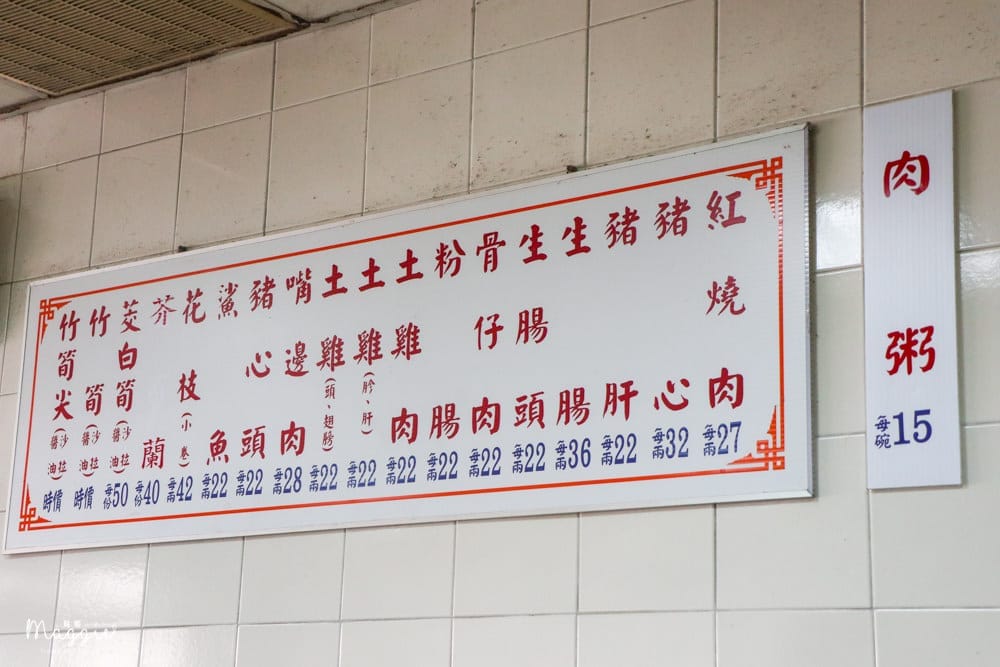 肉粥 每碗15
紅燒肉 每兩27
豬心 每兩32
豬肝 每兩22
生腸 每兩36
生腸頭 每兩22
骨仔肉 每兩22
粉腸 每兩22
土雞肉 每兩22
土雞(胗、肝) 每兩22
土雞(頭、翅膀) 每兩22
嘴邊肉 每兩28
豬心頭 每兩22
鯊魚 每兩22
花枝(小卷) 每兩42
芥蘭 每份40
茭白筍(沙拉 醬油) 每份50
竹筍(沙拉 醬油) 時價
竹筍尖(沙拉 醬油) 時價
Maggie